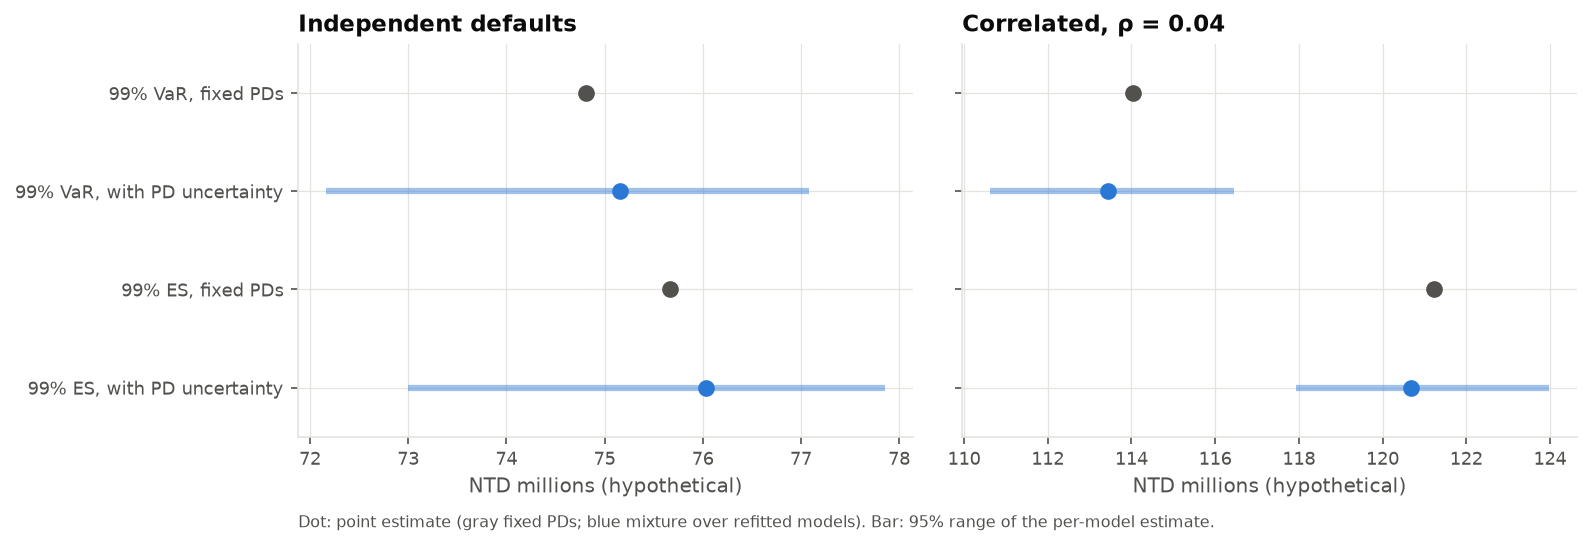 Independent defaults
Correlated, ρ = 0.04
99% VaR, fixed PDs
99% VaR, with PD uncertainty
99% ES, fixed PDs
99% ES, with PD uncertainty
72 73 74 75 76 77 78
110 112 114 116 118 120 122 124
NTD millions (hypothetical)
NTD millions (hypothetical)
Dot: point estimate (gray fixed PDs; blue mixture over refitted models). Bar: 95% range of the per-model estimate.